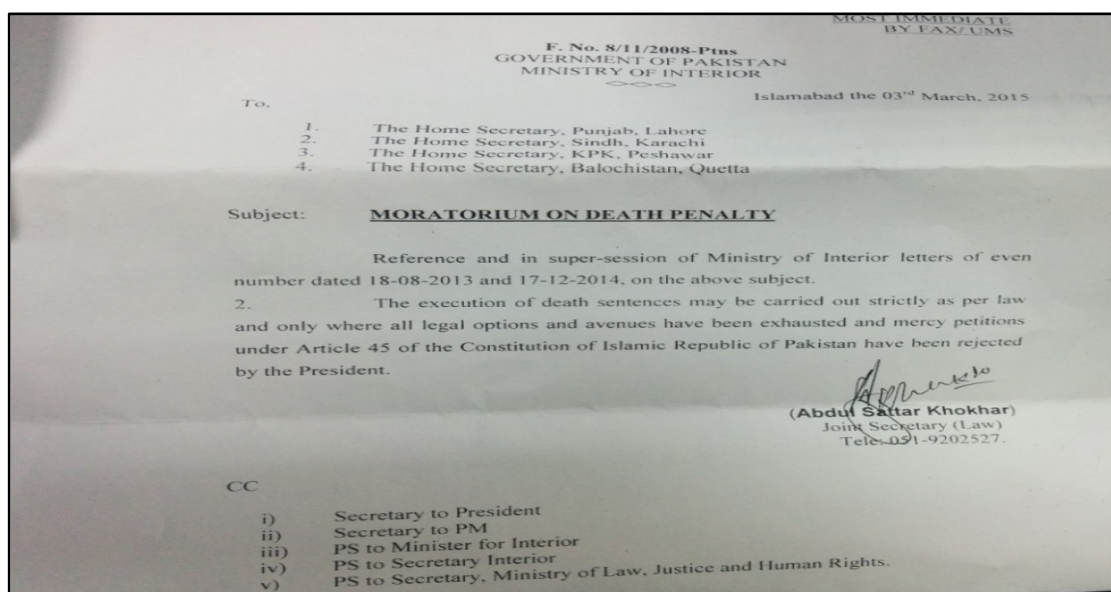 MOST IMMEDIATE
BY FAX/ UMS
F. No. 8/11/2008-Ptns
GOVERNMENT OF PAKISTAN
MINISTRY OF INTERIOR
Islamabad the 03rd March, 2015
To,
1. The Home Secretary, Punjab, Lahore
2. The Home Secretary, Sindh, Karachi
3. The Home Secretary, KPK, Peshawar
4. The Home Secretary, Balochistan, Quetta
Subject: MORATORIUM ON DEATH PENALTY
Reference and in super-session of Ministry of Interior letters of even
number dated 18-08-2013 and 17-12-2014, on the above subject.
2. The execution of death sentences may be carried out strictly as per law
and only where all legal options and avenues have been exhausted and mercy petitions
under Article 45 of the Constitution of Islamic Republic of Pakistan have been rejected
by the President.
(Abdul Sattar Khokhar)
Joint Secretary (Law)
Tele: 051-9202527.
CC
i) Secretary to President
ii) Secretary to PM
iii) PS to Minister for Interior
iv) PS to Secretary Interior
v) PS to Secretary, Ministry of Law, Justice and Human Rights.